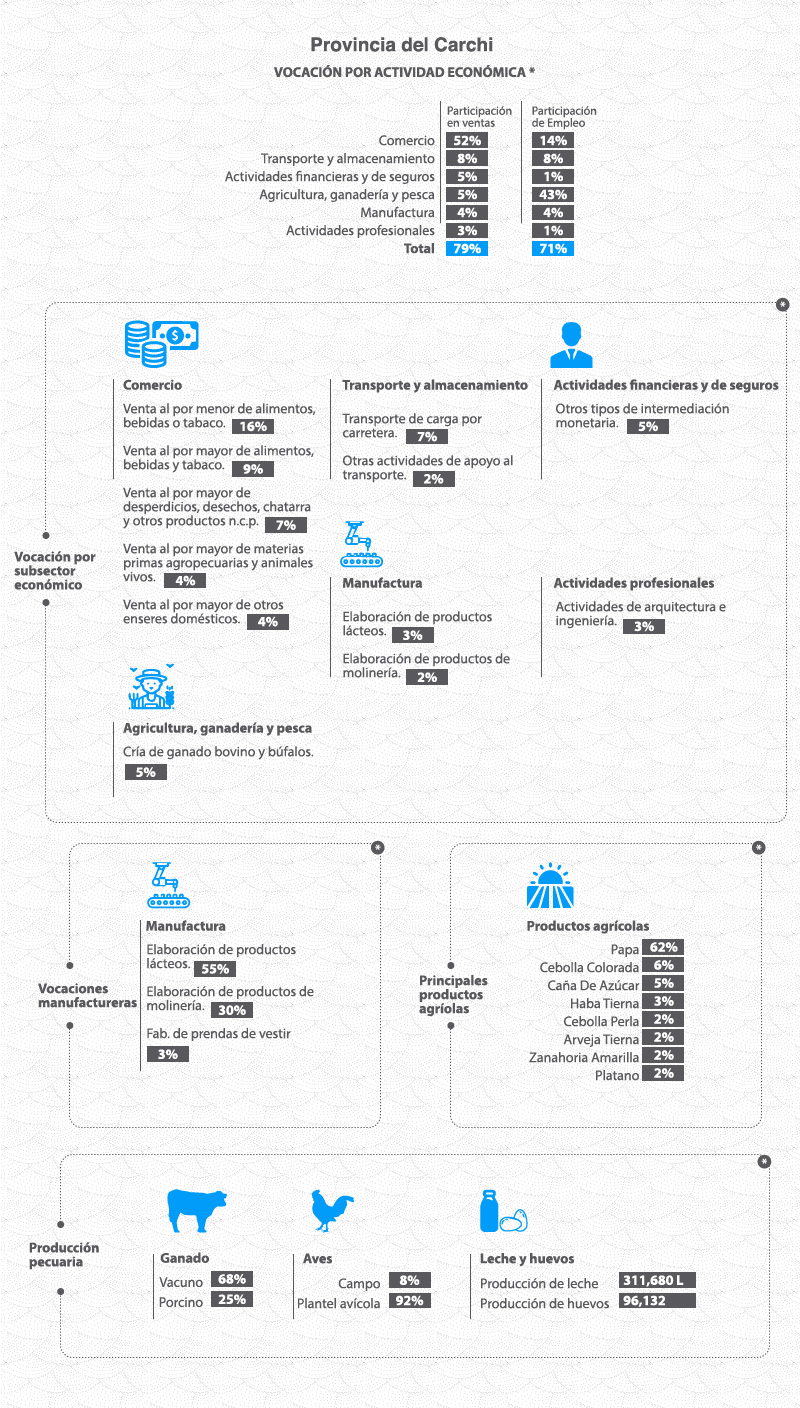 Provincia del Carchi
VOCACIÓN POR ACTIVIDAD ECONÓMICA *
Participación
en ventas
Participación
de Empleo
Comercio 52% 14%
Transporte y almacenamiento 8% 8%
Actividades financieras y de seguros 5% 1%
Agricultura, ganadería y pesca 5% 43%
Manufactura 4% 4%
Actividades profesionales 3% 1%
Total 79% 71%
*
Vocación por
subsector
económico
Comercio
Venta al por menor de alimentos,
bebidas o tabaco. 16%
Venta al por mayor de alimentos,
bebidas y tabaco. 9%
Venta al por mayor de
desperdicios, desechos, chatarra
y otros productos n.c.p. 7%
Venta al por mayor de materias
primas agropecuarias y animales
vivos. 4%
Venta al por mayor de otros
enseres domésticos. 4%
Transporte y almacenamiento
Transporte de carga por
carretera. 7%
Otras actividades de apoyo al
transporte. 2%
Actividades financieras y de seguros
Otros tipos de intermediación
monetaria. 5%
Manufactura
Elaboración de productos
lácteos. 3%
Elaboración de productos de
molinería. 2%
Actividades profesionales
Actividades de arquitectura e
ingeniería. 3%
Agricultura, ganadería y pesca
Cría de ganado bovino y búfalos.
5%
*
Vocaciones
manufactureras
Manufactura
Elaboración de productos
lácteos. 55%
Elaboración de productos de
molinería. 30%
Fab. de prendas de vestir
3%
*
Principales
productos
agríolas
Productos agrícolas
Papa 62%
Cebolla Colorada 6%
Caña De Azúcar 5%
Haba Tierna 3%
Cebolla Perla 2%
Arveja Tierna 2%
Zanahoria Amarilla 2%
Platano 2%
*
Producción
pecuaria
Ganado
Vacuno 68%
Porcino 25%
Aves
Campo 8%
Plantel avícola 92%
Leche y huevos
Producción de leche 311,680 L
Producción de huevos 96,132